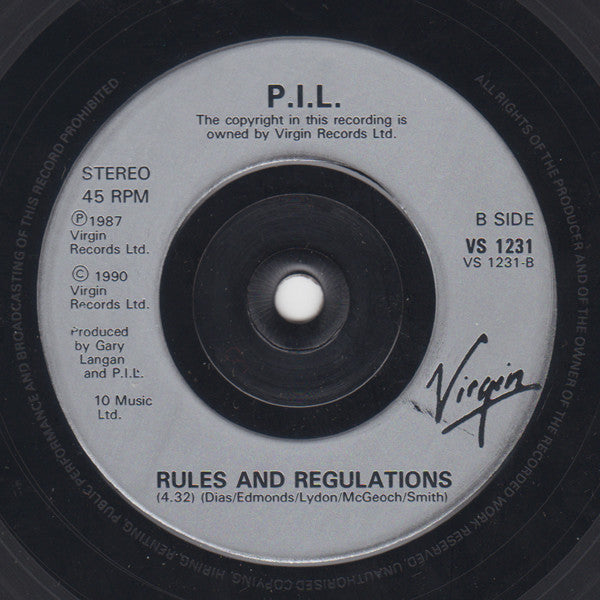 P.I.L.
The copyright in this recording is
owned by Virgin Records Ltd.
STEREO
45 RPM
Ⓟ1987
Virgin
Records Ltd.
© 1990
Virgin
Records Ltd.
Produced
by Gary
Langan
and P.I.L.
10 Music
Ltd.
B SIDE
VS 1231
VS 1231-B
Virgin
RULES AND REGULATIONS
(4.32) (Dias/Edmonds/Lydon/McGeoch/Smith)
ALL RIGHTS OF THE PRODUCER AND OF THE OWNER OF THE RECORDED WORK RESERVED. UNAUTHORISED COPYING, HIRING, RENTING, PUBLIC PERFORMANCE AND BROADCASTING OF THIS RECORD PROHIBITED